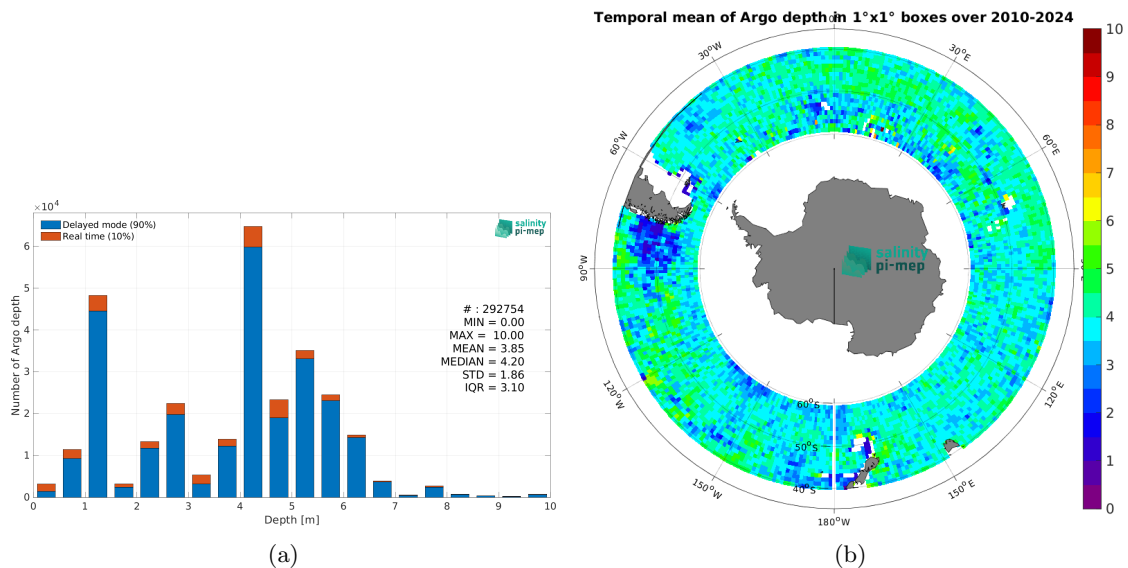 ×10⁴
Delayed mode (90%)
Real time (10%)
salinity
pi-mep
6
5
4
3
2
1
0
Number of Argo depth
# : 292754
MIN = 0.00
MAX = 10.00
MEAN = 3.85
MEDIAN = 4.20
STD = 1.86
IQR = 3.10
0 1 2 3 4 5 6 7 8 9 10
Depth [m]
(a)
Temporal mean of Argo depth in 1°x1° boxes over 2010-2024
30°W
30°E
60°W
60°E
90°W
120°W
120°E
150°W
150°E
180°W
60°S
50°S
40°S
salinity
pi-mep
10
9
8
7
6
5
4
3
2
1
0
(b)